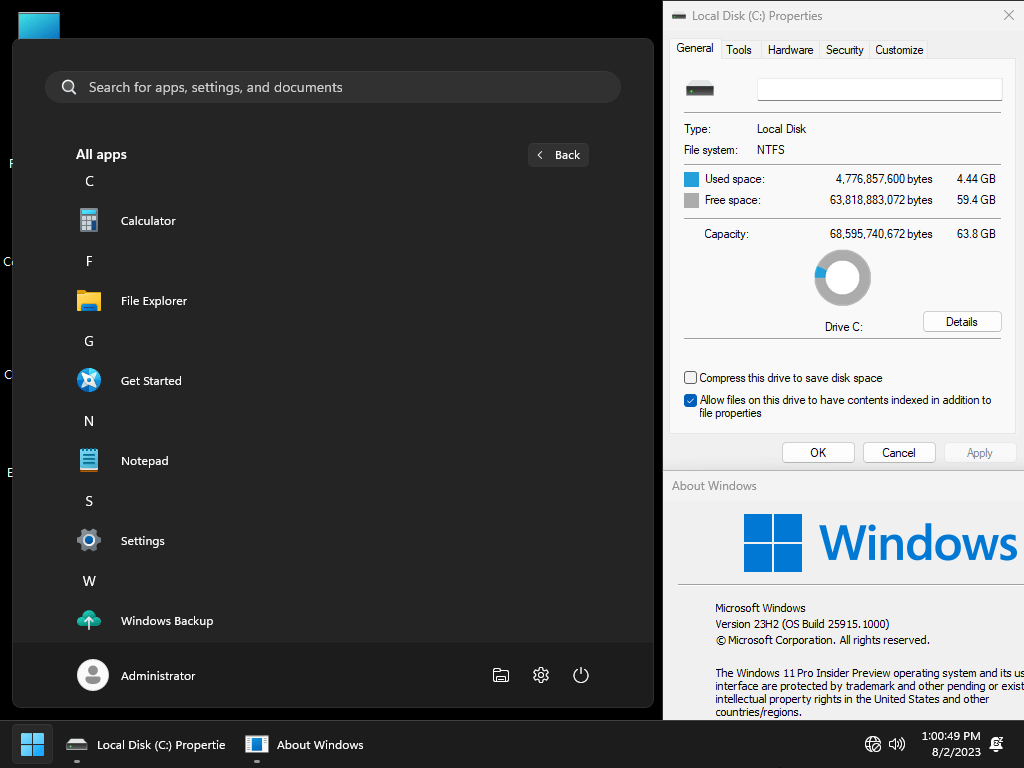 Search for apps, settings, and documents
All apps
Back
C
Calculator
F
File Explorer
G
Get Started
N
Notepad
S
Settings
W
Windows Backup
Administrator
Local Disk (C:) Properties
General
Tools
Hardware
Security
Customize
Type: Local Disk
File system: NTFS
Used space: 4,776,857,600 bytes 4.44 GB
Free space: 63,818,883,072 bytes 59.4 GB
Capacity: 68,595,740,672 bytes 63.8 GB
Drive C:
Details
Compress this drive to save disk space
Allow files on this drive to have contents indexed in addition to
file properties
OK
Cancel
Apply
About Windows
Windows
Microsoft Windows
Version 23H2 (OS Build 25915.1000)
© Microsoft Corporation. All rights reserved.
The Windows 11 Pro Insider Preview operating system and its us
interface are protected by trademark and other pending or exist
intellectual property rights in the United States and other
countries/regions.
Local Disk (C:) Propertie
About Windows
1:00:49 PM
8/2/2023